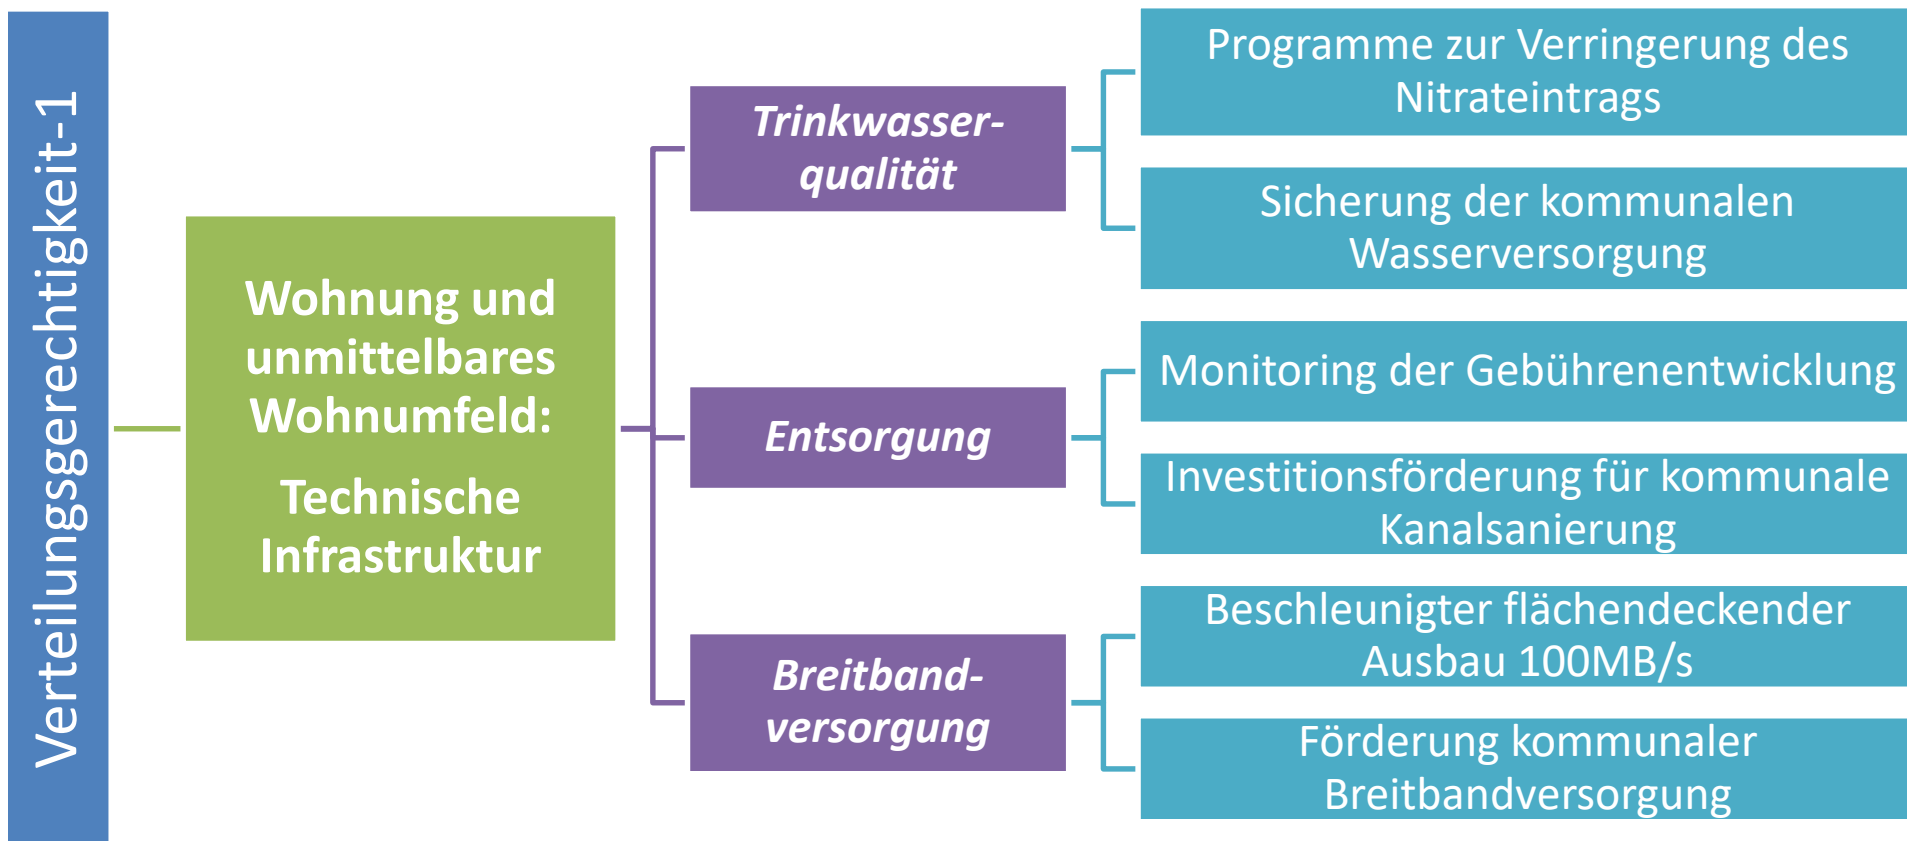 Verteilungsgerechtigkeit-1
Wohnung und
unmittelbares
Wohnumfeld:
Technische
Infrastruktur
Trinkwasser-
qualität
Programme zur Verringerung des
Nitrateintrags
Sicherung der kommunalen
Wasserversorgung
Entsorgung
Monitoring der Gebührenentwicklung
Investitionsförderung für kommunale
Kanalsanierung
Breitband-
versorgung
Beschleunigter flächendeckender
Ausbau 100MB/s
Förderung kommunaler
Breitbandversorgung